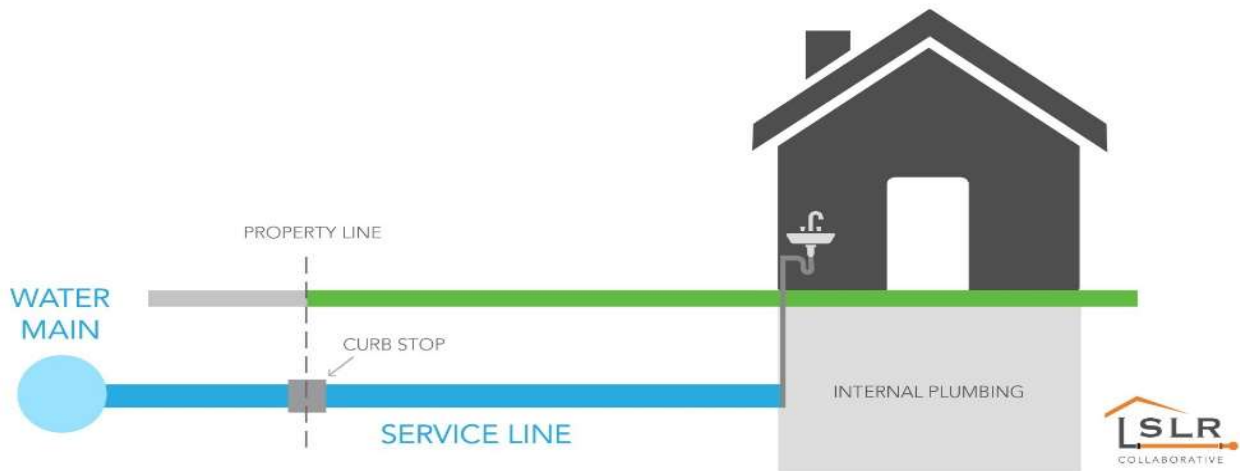 PROPERTY LINE
WATER
MAIN
CURB STOP
SERVICE LINE
INTERNAL PLUMBING
LSLR
COLLABORATIVE